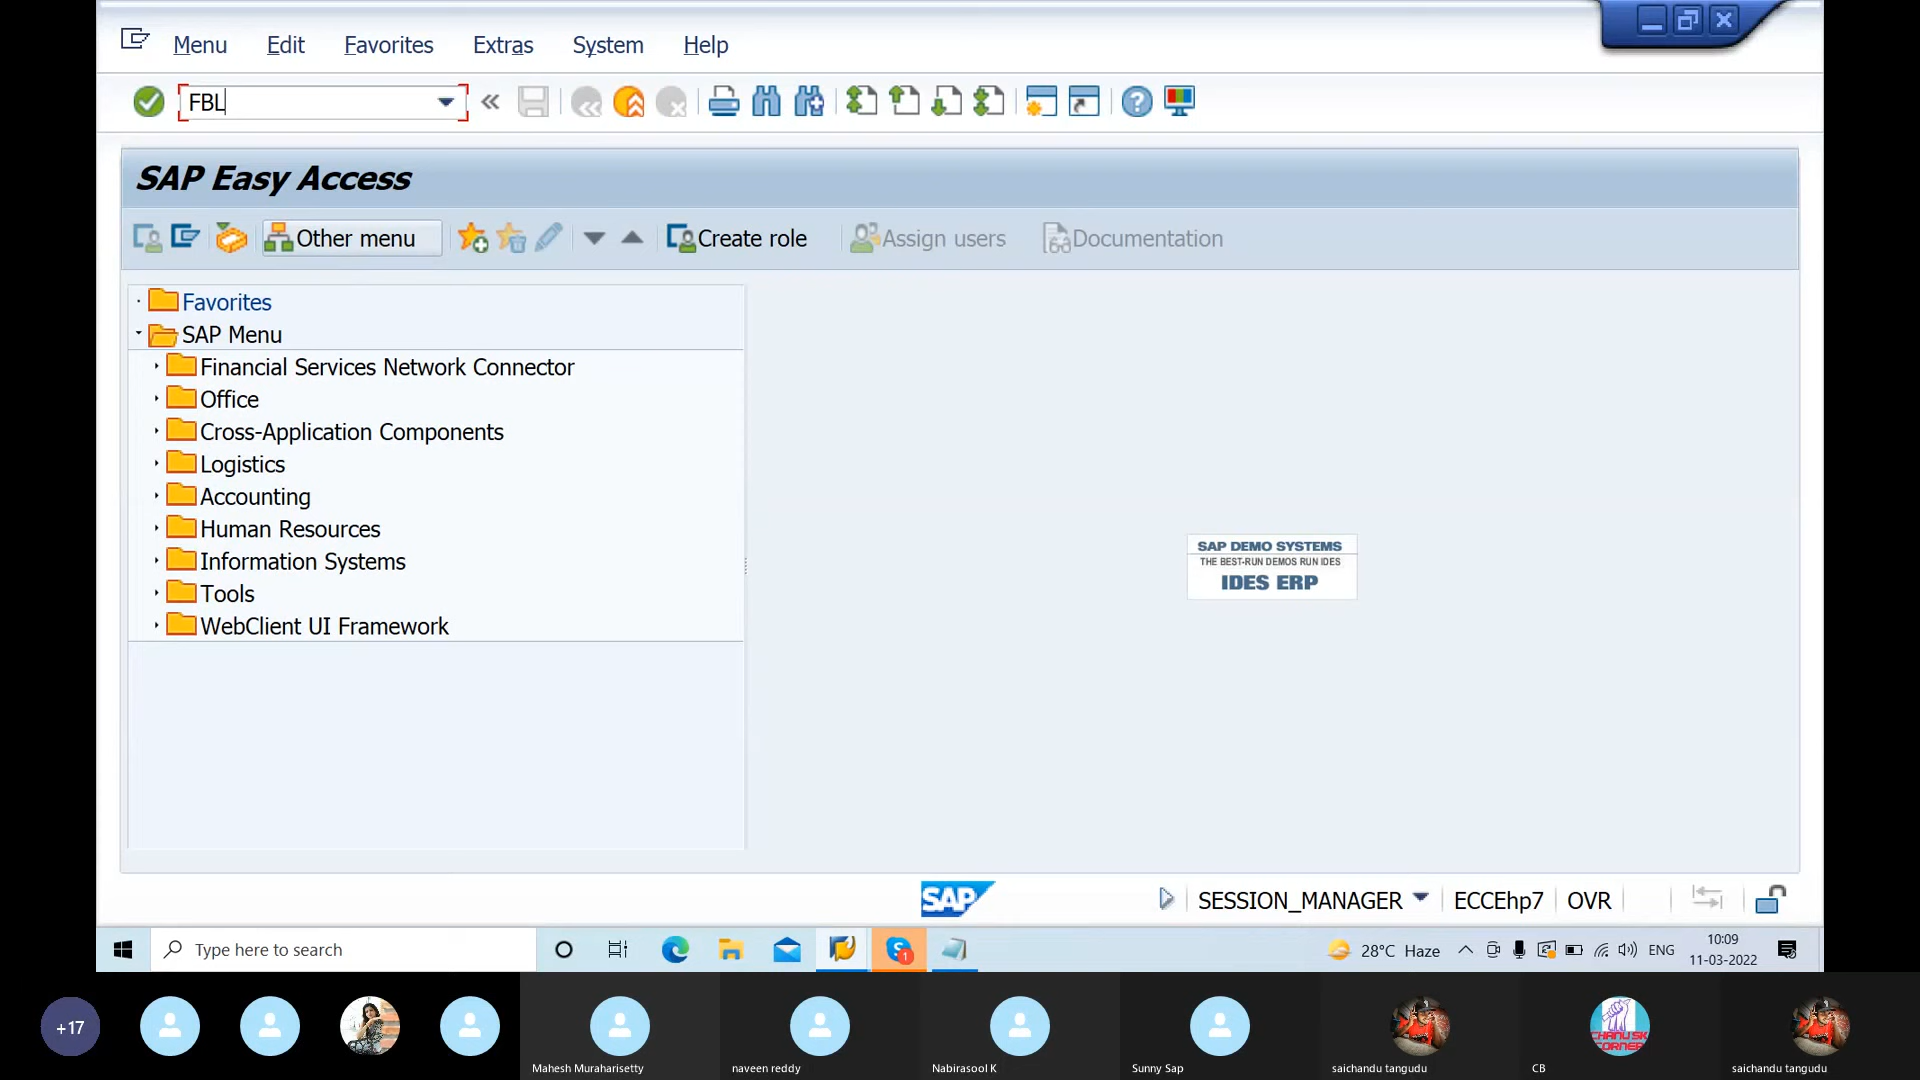 Menu Edit Favorites Extras System Help
FBL
SAP Easy Access
Other menu Create role Assign users Documentation
Favorites
SAP Menu
Financial Services Network Connector
Office
Cross-Application Components
Logistics
Accounting
Human Resources
Information Systems
Tools
WebClient UI Framework
SAP DEMO SYSTEMS
THE BEST-RUN DEMOS RUN IDES
IDES ERP
SAP SESSION_MANAGER ECCEhp7 OVR
Type here to search 1 28°C Haze ENG 10:09
11-03-2022
+17
CHANU SK
CORNER
Mahesh Muraharisetty naveen reddy Nabirasool K Sunny Sap saichandu tangudu CB saichandu tangudu